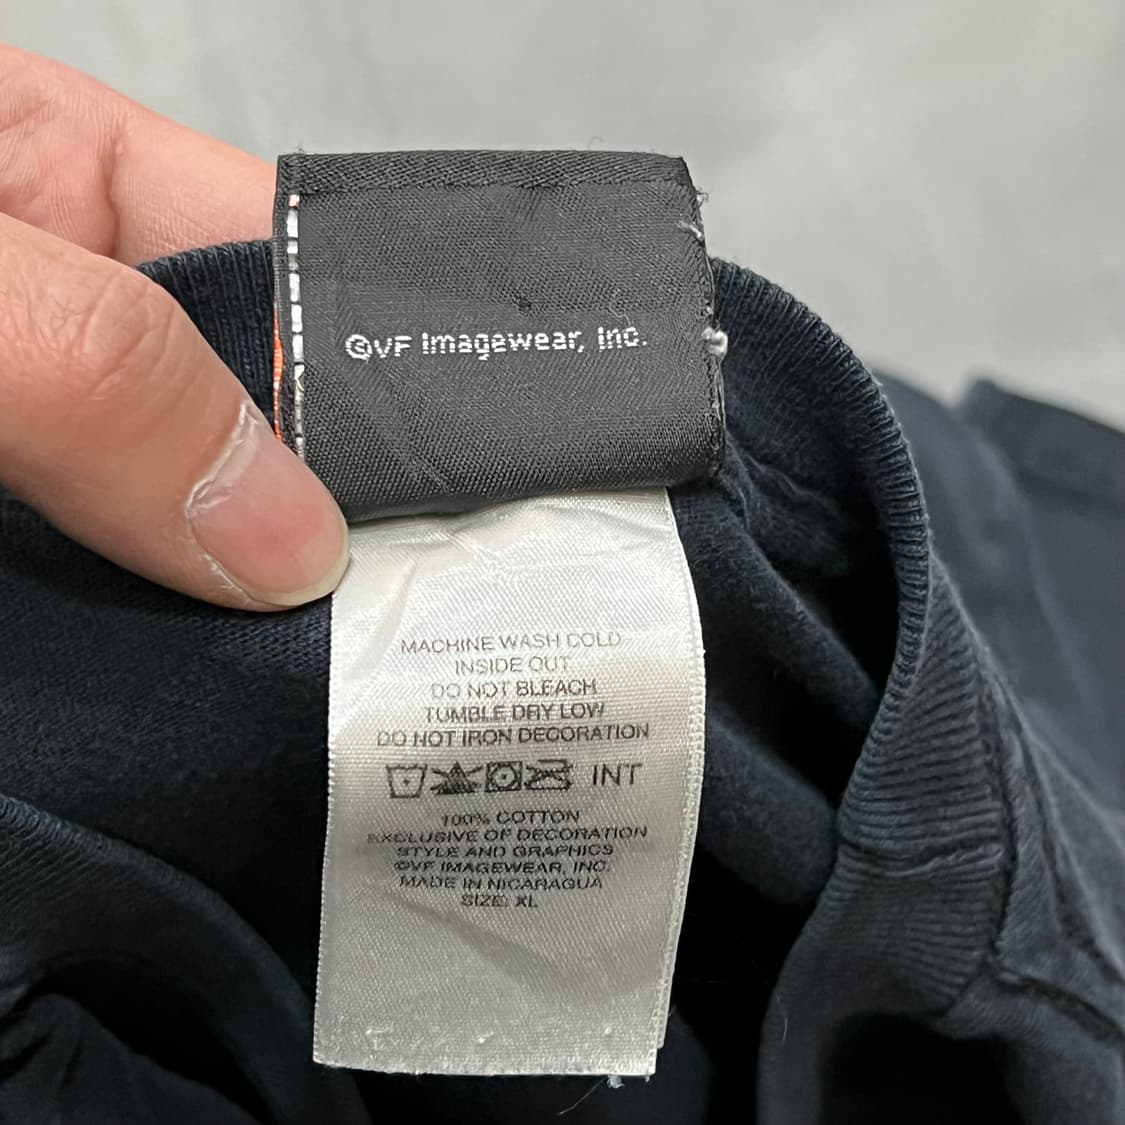 ©VF Imagewear, Inc.
MACHINE WASH COLD
INSIDE OUT
DO NOT BLEACH
TUMBLE DRY LOW
DO NOT IRON DECORATION
INT
100% COTTON
EXCLUSIVE OF DECORATION
STYLE AND GRAPHICS
©VF IMAGEWEAR, INC.
MADE IN NICARAGUA
SIZE: XL